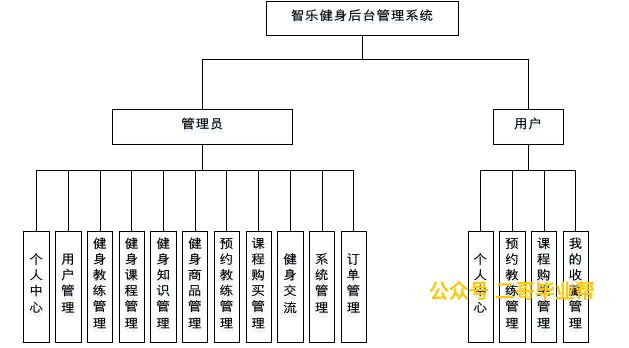 智乐健身后台管理系统
管理员
用户
个人中心
用户管理
健身教练管理
健身课程管理
健身知识管理
健身商品管理
预约教练管理
课程购买管理
健身交流
系统管理
订单管理
个人中心
预约教练管理
课程购买管理
我的收藏管理
公众号 二哥毕业帮